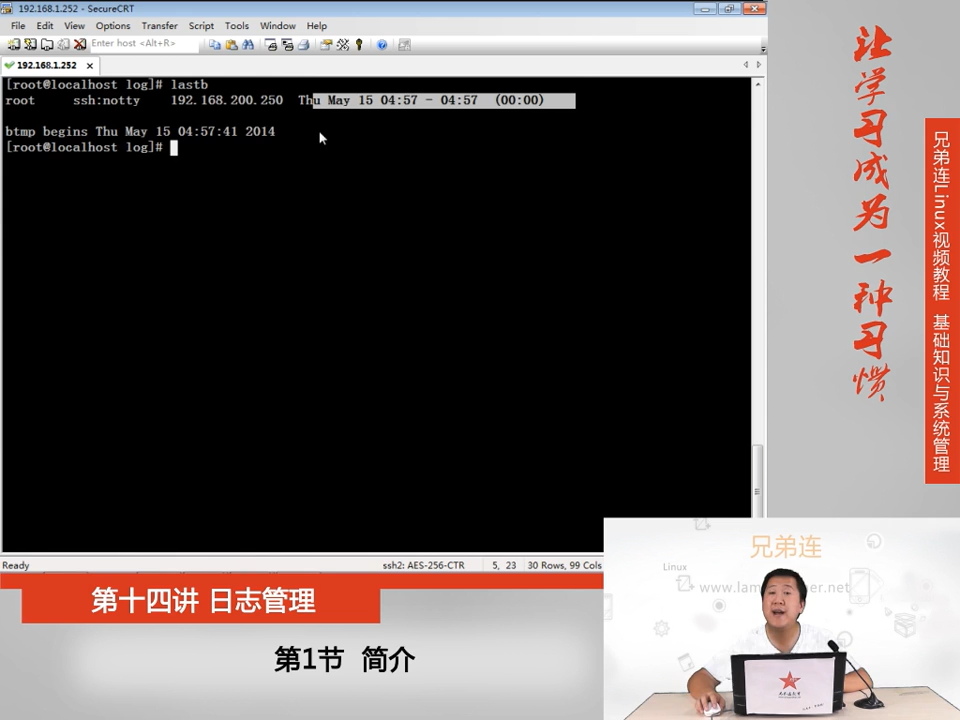 192.168.1.252 - SecureCRT
File Edit View Options Transfer Script Tools Window Help
Enter host <Alt+R>
192.168.1.252
[root@localhost log]# lastb
root ssh:notty 192.168.200.250 Thu May 15 04:57 - 04:57 (00:00)
btmp begins Thu May 15 04:57:41 2014
[root@localhost log]#
Ready ssh2: AES-256-CTR 5, 23 30 Rows, 99 Cols
让学习成为一种习惯
兄弟连Linux视频教程 基础知识与系统管理
第十四讲 日志管理
第1节 简介
兄弟连
Linux